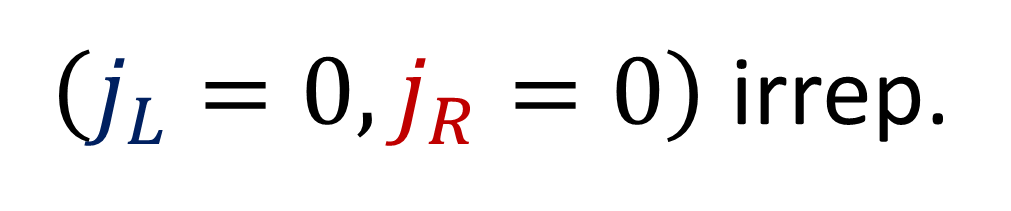 (j_L = 0, j_R = 0) irrep.